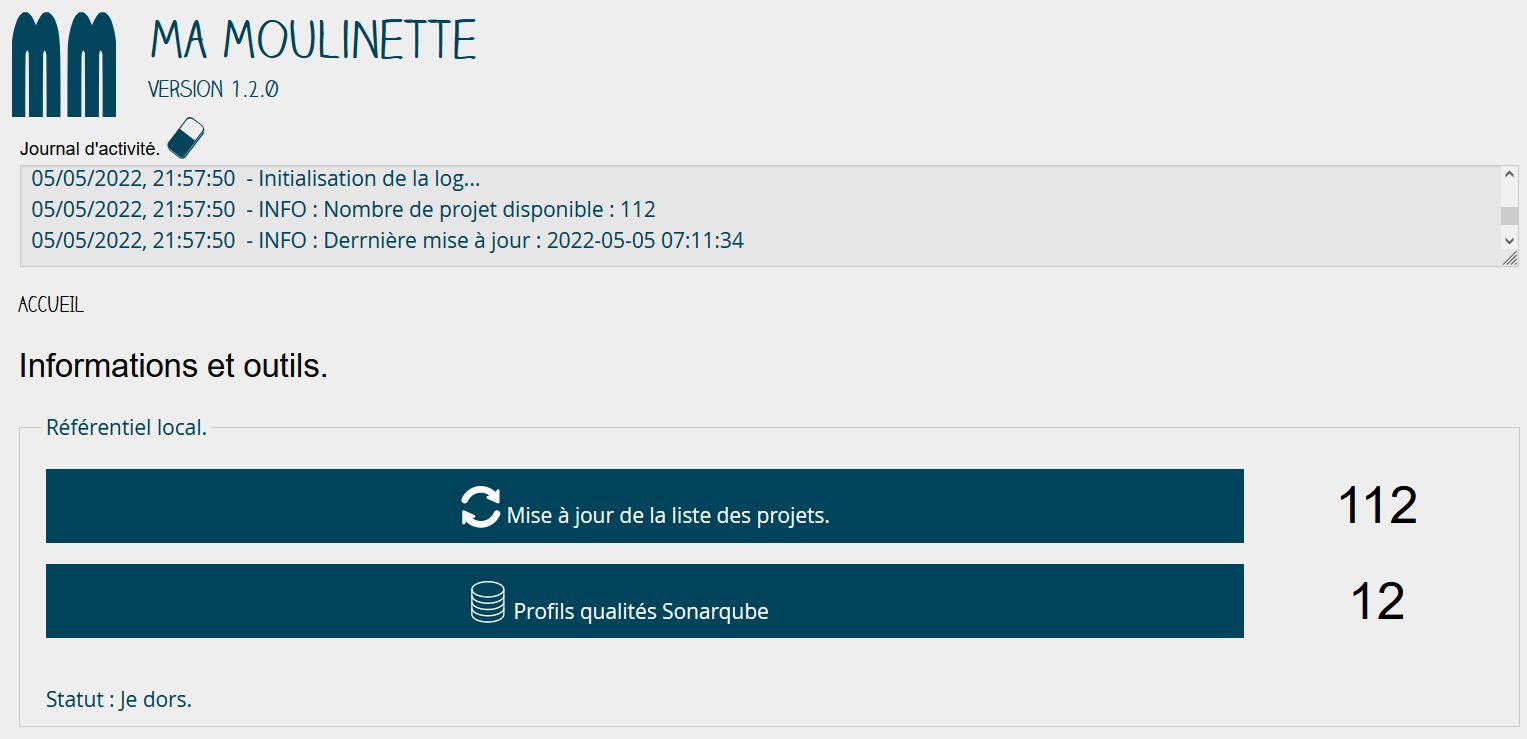 MA MOULINETTE
VERSION 1.2.0
Journal d'activité.
05/05/2022, 21:57:50 - Initialisation de la log...
05/05/2022, 21:57:50 - INFO : Nombre de projet disponible : 112
05/05/2022, 21:57:50 - INFO : Derrnière mise à jour : 2022-05-05 07:11:34
ACCUEIL
Informations et outils.
Référentiel local.
Mise à jour de la liste des projets. 112
Profils qualités Sonarqube 12
Statut : Je dors.